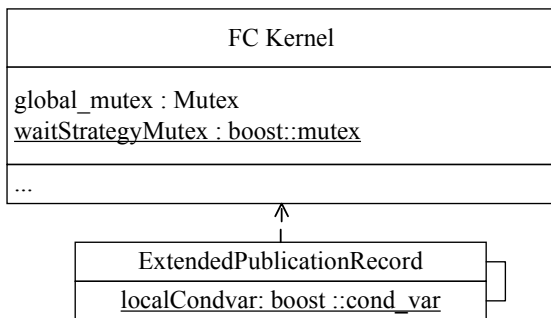 FC Kernel
global_mutex : Mutex
waitStrategyMutex : boost::mutex
...
ExtendedPublicationRecord
localCondvar: boost ::cond_var